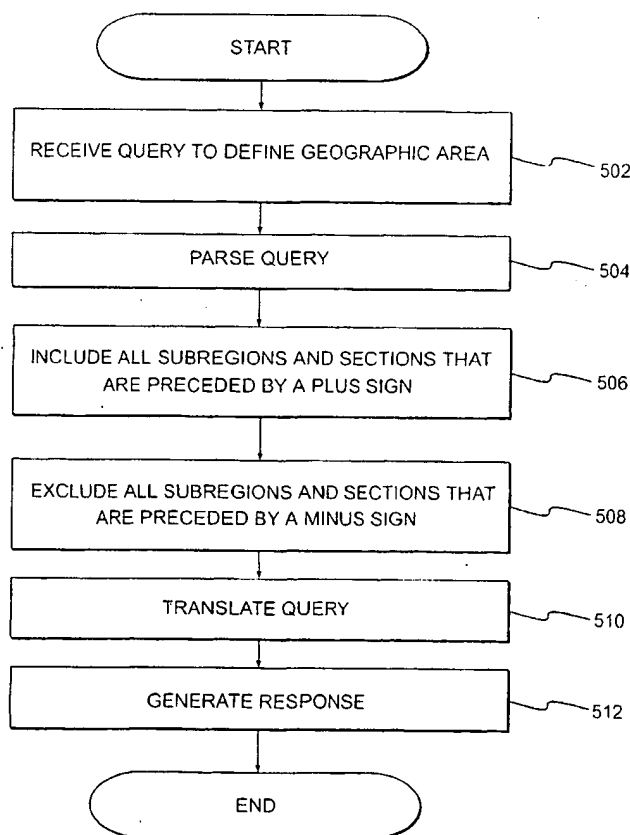 START
RECEIVE QUERY TO DEFINE GEOGRAPHIC AREA
502
PARSE QUERY
504
INCLUDE ALL SUBREGIONS AND SECTIONS THAT
ARE PRECEDED BY A PLUS SIGN
506
EXCLUDE ALL SUBREGIONS AND SECTIONS THAT
ARE PRECEDED BY A MINUS SIGN
508
TRANSLATE QUERY
510
GENERATE RESPONSE
512
END